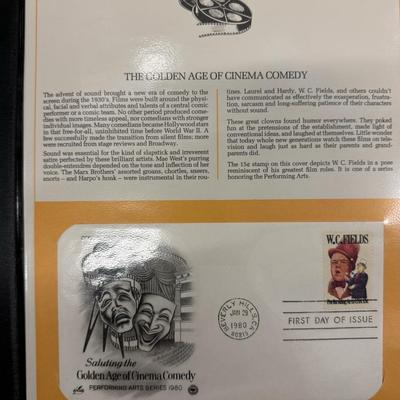 THE GOLDEN AGE OF CINEMA COMEDY
The advent of sound brought a new era of comedy to the
screen during the 1930's. Films were built around the physi-
cal, facial and verbal attributes and talents of a central comic
performer or a comic team. No other period produced come-
dies with more timeless appeal, nor comedians with stronger
individual images. Many comedians became Hollywood stars
in that free-for-all, uninhibited time before World War II. A
few successfully made the transition from silent films; more
were recruited from stage reviews and Broadway.
Sound was essential for the kind of slapstick and irreverent
satire perfected by these brilliant artists. Mae West's purring
double-entendres depended on the tone and inflection of her
voice. The Marx Brothers' assorted groans, chortles, sneers,
snorts – and Harpo's honk – were instrumental in their rou-
tines. Laurel and Hardy, W. C. Fields, and others couldn't
have communicated as effectively the exasperation, frustra-
tion, sarcasm and long-suffering patience of their characters
without sound.
These great clowns found humor everywhere. They poked
fun at the pretensions of the establishment, made light of
conventional ideas, and laughed at themselves. Little wonder
that today whole new generations watch these films on tele-
vision and laugh just as hard as their parents and grand-
parents did.
The 15¢ stamp on this cover depicts W. C. Fields in a pose
reminiscent of his greatest film roles. It is one of a series
honoring the Performing Arts.
W.C. FIELDS
Performing Arts USA 15c
BEVERLY HILLS, CA
JAN 29
1980
90213
FIRST DAY OF ISSUE
Saluting the
Golden Age of Cinema Comedy
PERFORMING ARTS SERIES 1980